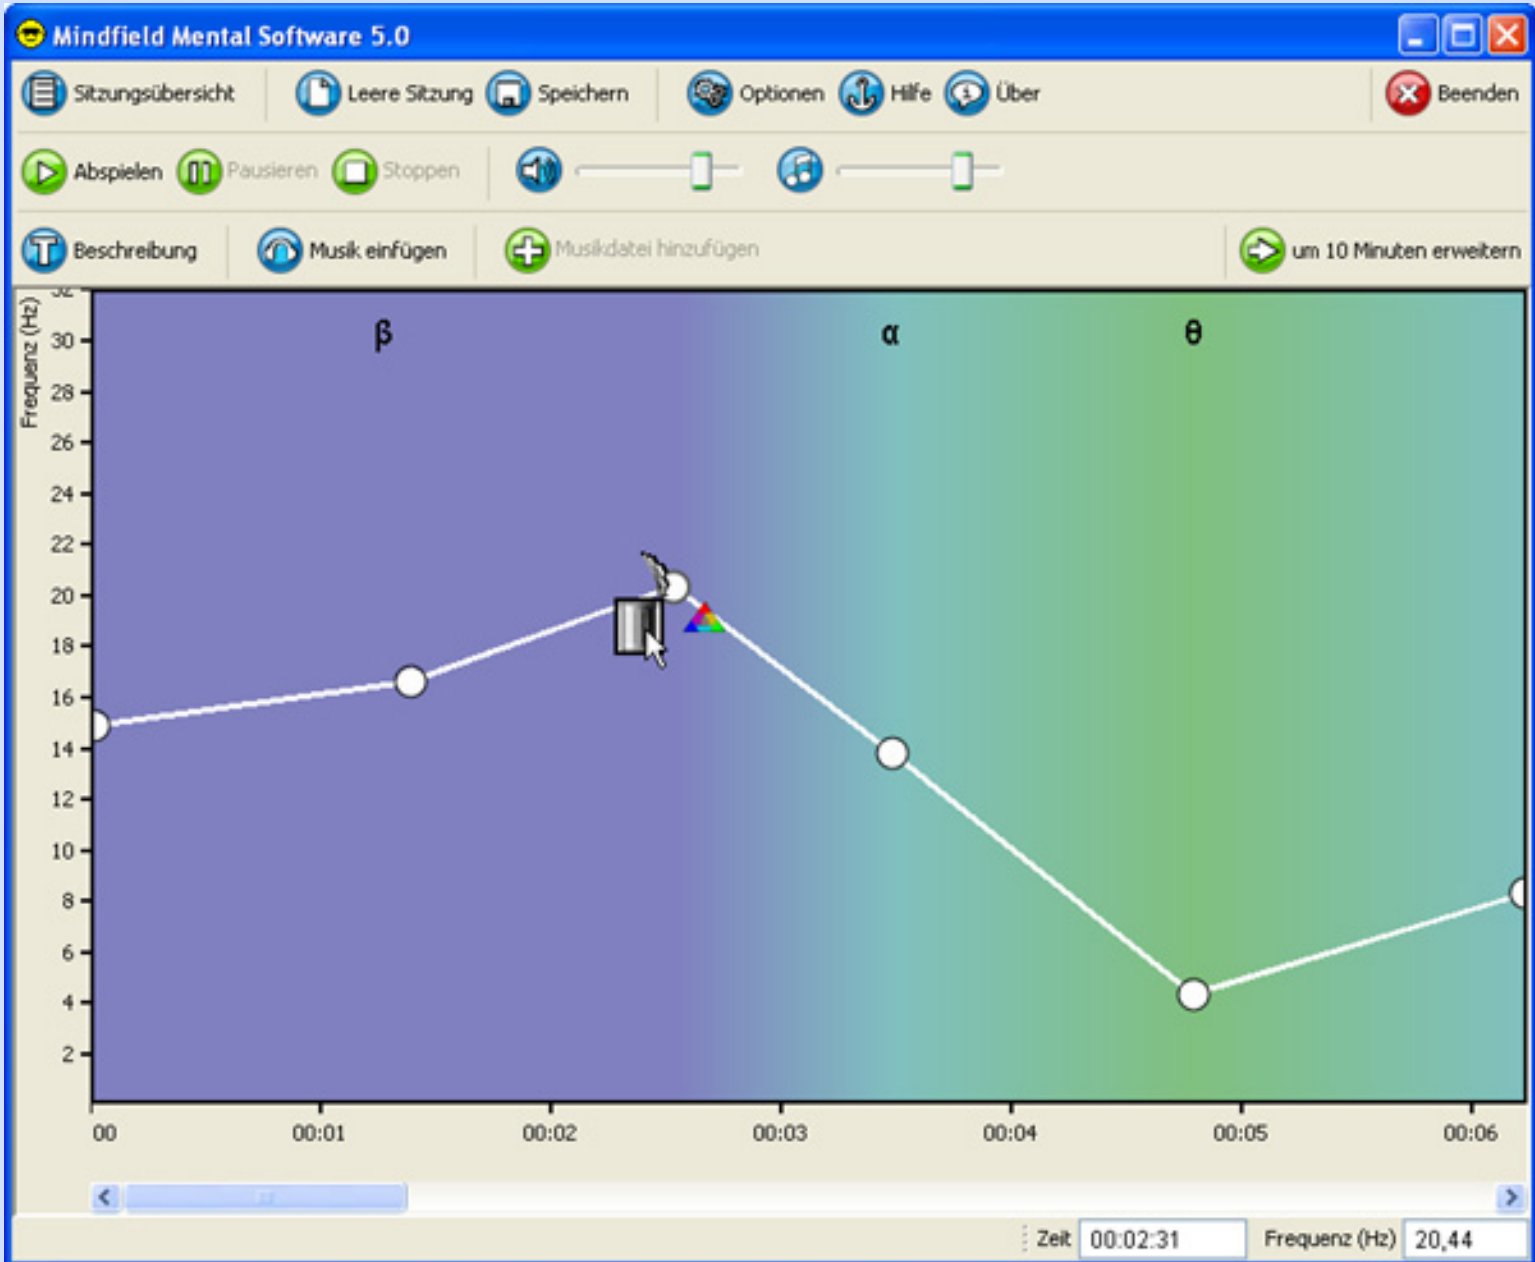 Mindfield Mental Software 5.0
Sitzungsübersicht Leere Sitzung Speichern Optionen Hilfe Über Beenden
Abspielen Pausieren Stoppen
Beschreibung Musik einfügen Musikdatei hinzufügen um 10 Minuten erweitern
Frequenz (Hz)
β α θ
32
30
28
26
24
22
20
18
16
14
12
10
8
6
4
2
00 00:01 00:02 00:03 00:04 00:05 00:06
Zeit 00:02:31 Frequenz (Hz) 20,44